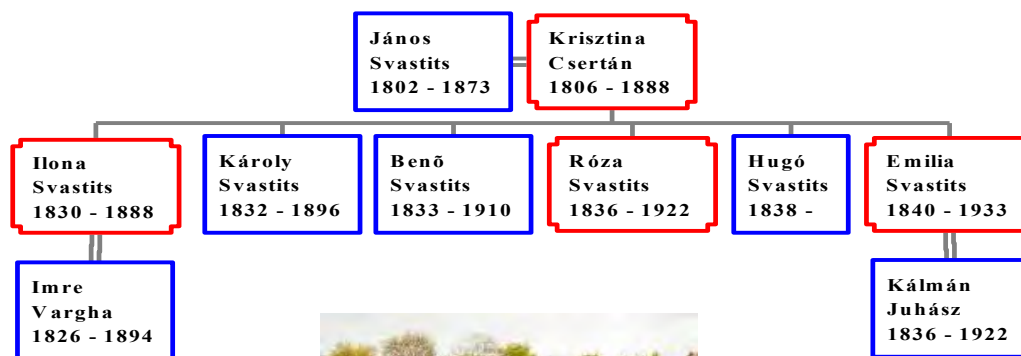 János
Svastits
1802 - 1873
Krisztina
Csertán
1806 - 1888
Ilona
Svastits
1830 - 1888
Károly
Svastits
1832 - 1896
Benõ
Svastits
1833 - 1910
Róza
Svastits
1836 - 1922
Hugó
Svastits
1838 -
Emilia
Svastits
1840 - 1933
Imre
Vargha
1826 - 1894
Kálmán
Juhász
1836 - 1922